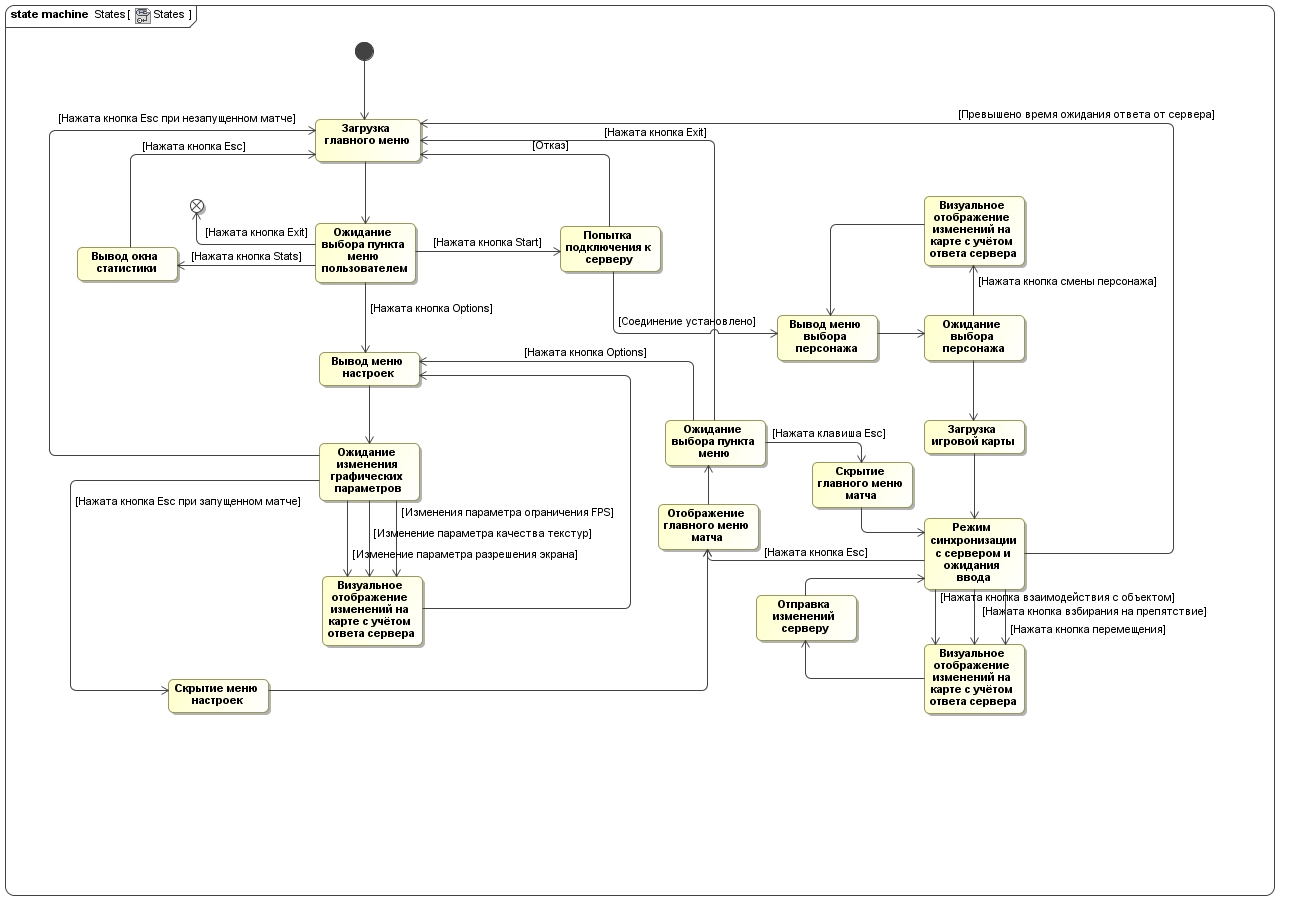 state machine States [ States ]
[Превышено время ожидания ответа от сервера]
[Нажата кнопка Esc при незапущенном матче]
Загрузка
главного меню
[Нажата кнопка Exit]
[Нажата кнопка Esc]
[Отказ]
Визуальное
отображение
изменений на
карте с учётом
ответа сервера
[Нажата кнопка Exit]
Ожидание
выбора пункта
меню
пользователем
[Нажата кнопка Start]
Попытка
подключения к
серверу
Вывод окна
статистики
[Нажата кнопка Stats]
[Нажата кнопка смены персонажа]
[Нажата кнопка Options]
[Соединение установлено]
Вывод меню
выбора
персонажа
Ожидание
выбора
персонажа
[Нажата кнопка Options]
Вывод меню
настроек
Ожидание
выбора пункта
меню
[Нажата клавиша Esc]
Загрузка
игровой карты
Ожидание
изменения
графических
параметров
Скрытие
главного меню
матча
[Нажата кнопка Esc при запущенном матче]
[Изменения параметра ограничения FPS]
[Изменение параметра качества текстур]
[Изменение параметра разрешения экрана]
Отображение
главного меню
матча
Режим
синхронизации
с сервером и
ожидания
ввода
[Нажата кнопка Esc]
Визуальное
отображение
изменений на
карте с учётом
ответа сервера
Отправка
изменений
серверу
[Нажата кнопка взаимодействия с объектом]
[Нажата кнопка взбирания на препятствие]
[Нажата кнопка перемещения]
Визуальное
отображение
изменений на
карте с учётом
ответа сервера
Скрытие меню
настроек